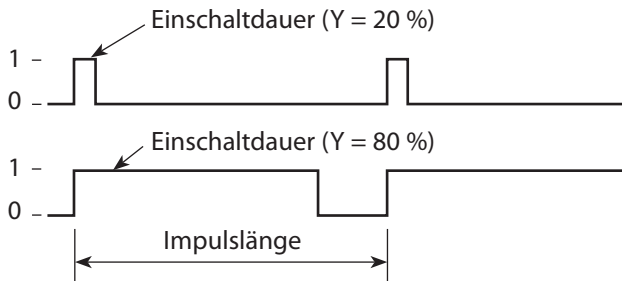 Einschaltdauer (Y = 20 %)
1
0
Einschaltdauer (Y = 80 %)
1
0
Impulslänge